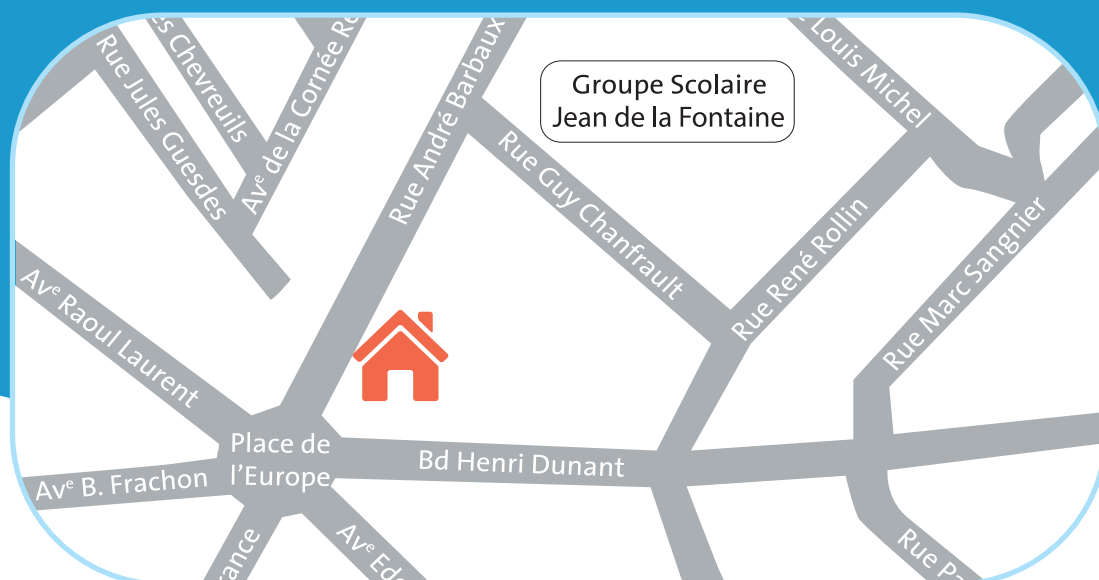 Groupe Scolaire
Jean de la Fontaine
Chevreuils
Rue Jules Guesdes
Avᵉ de la Cornée
Rue André Barbaux
Louis Michel
Rue Guy Chanfrault
Rue René Rollin
Rue Marc Sangnier
Avᵉ Raoul Laurent
Place de
l'Europe
Bd Henri Dunant
Avᵉ B. Frachon
Avᵉ
Rue